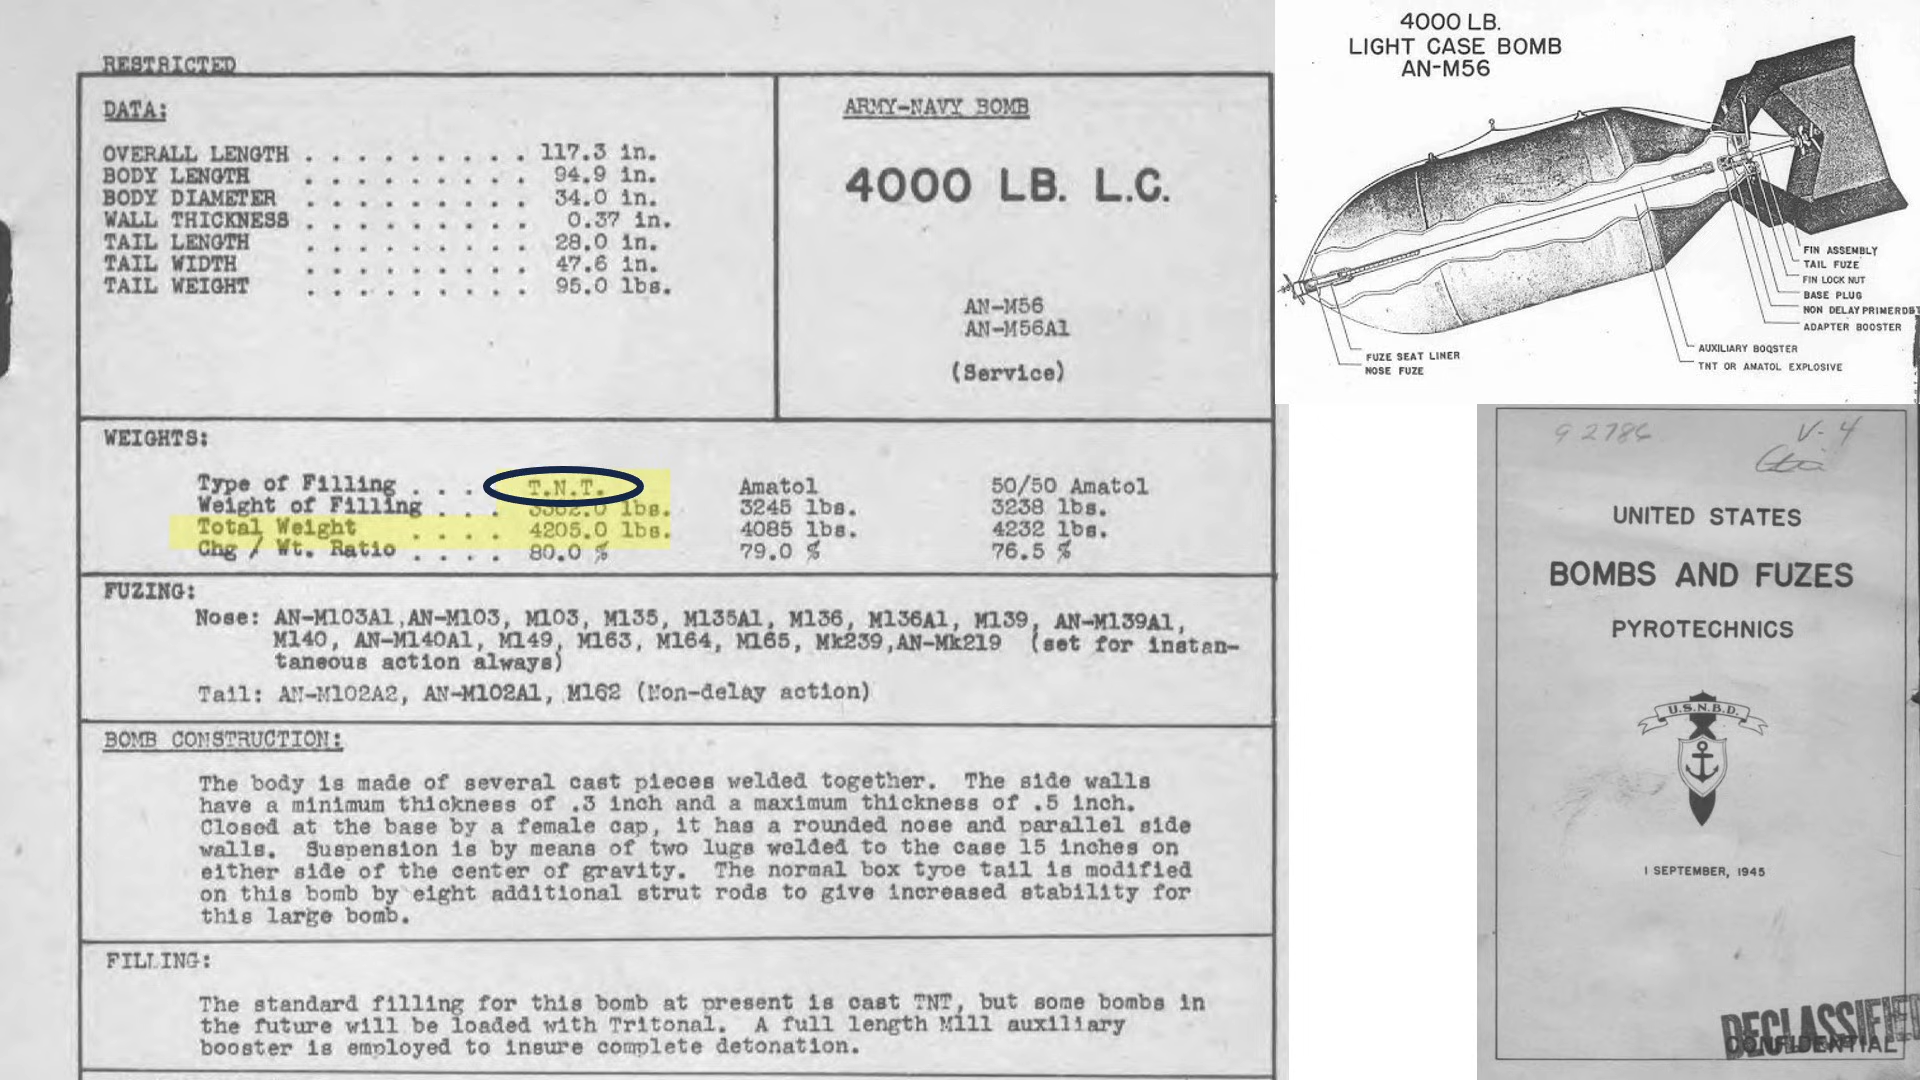 RESTRICTED
DATA:
OVERALL LENGTH . . . . . . . . . . 117.3 in.
BODY LENGTH . . . . . . . . . 94.9 in.
BODY DIAMETER . . . . . . . . . 34.0 in.
WALL THICKNESS . . . . . . . . . 0.37 in.
TAIL LENGTH . . . . . . . . . 28.0 in.
TAIL WIDTH . . . . . . . . . 47.6 in.
TAIL WEIGHT . . . . . . . . . 95.0 lbs.
ARMY-NAVY BOMB
4000 LB. L.C.
AN-M56
AN-M56A1
(Service)
WEIGHTS:
Type of Filling . . . T.N.T. Amatol 50/50 Amatol
Weight of Filling . . . lbs. 3245 lbs. 3238 lbs.
Total Weight . . . . 4205.0 lbs. 4085 lbs. 4232 lbs.
Chg / Wt. Ratio . . . . 80.0 % 79.0 % 76.5 %
FUZING:
Nose: AN-M103A1,AN-M103, M103, M135, M135A1, M136, M136A1, M139, AN-M139A1,
M140, AN-M140A1, M149, M163, M164, M165, Mk239,AN-Mk219 (set for instan-
taneous action always)
Tail: AN-M102A2, AN-M102A1, M162 (Non-delay action)
BOMB CONSTRUCTION:
The body is made of several cast pieces welded together. The side walls
have a minimum thickness of .3 inch and a maximum thickness of .5 inch.
Closed at the base by a female cap, it has a rounded nose and parallel side
walls. Suspension is by means of two lugs welded to the case 15 inches on
either side of the center of gravity. The normal box type tail is modified
on this bomb by eight additional strut rods to give increased stability for
this large bomb.
FILLING:
The standard filling for this bomb at present is cast TNT, but some bombs in
the future will be loaded with Tritonal. A full length M111 auxiliary
booster is employed to insure complete detonation.
4000 LB.
LIGHT CASE BOMB
AN-M56
FIN ASSEMBLY
TAIL FUZE
FIN LOCK NUT
BASE PLUG
NON DELAY PRIMER
ADAPTER BOOSTER
AUXILIARY BOOSTER
TNT OR AMATOL EXPLOSIVE
FUZE SEAT LINER
NOSE FUZE
92786
V-4
UNITED STATES
BOMBS AND FUZES
PYROTECHNICS
U.S.N.B.D.
1 SEPTEMBER, 1945
DECLASSIFIED
CONFIDENTIAL